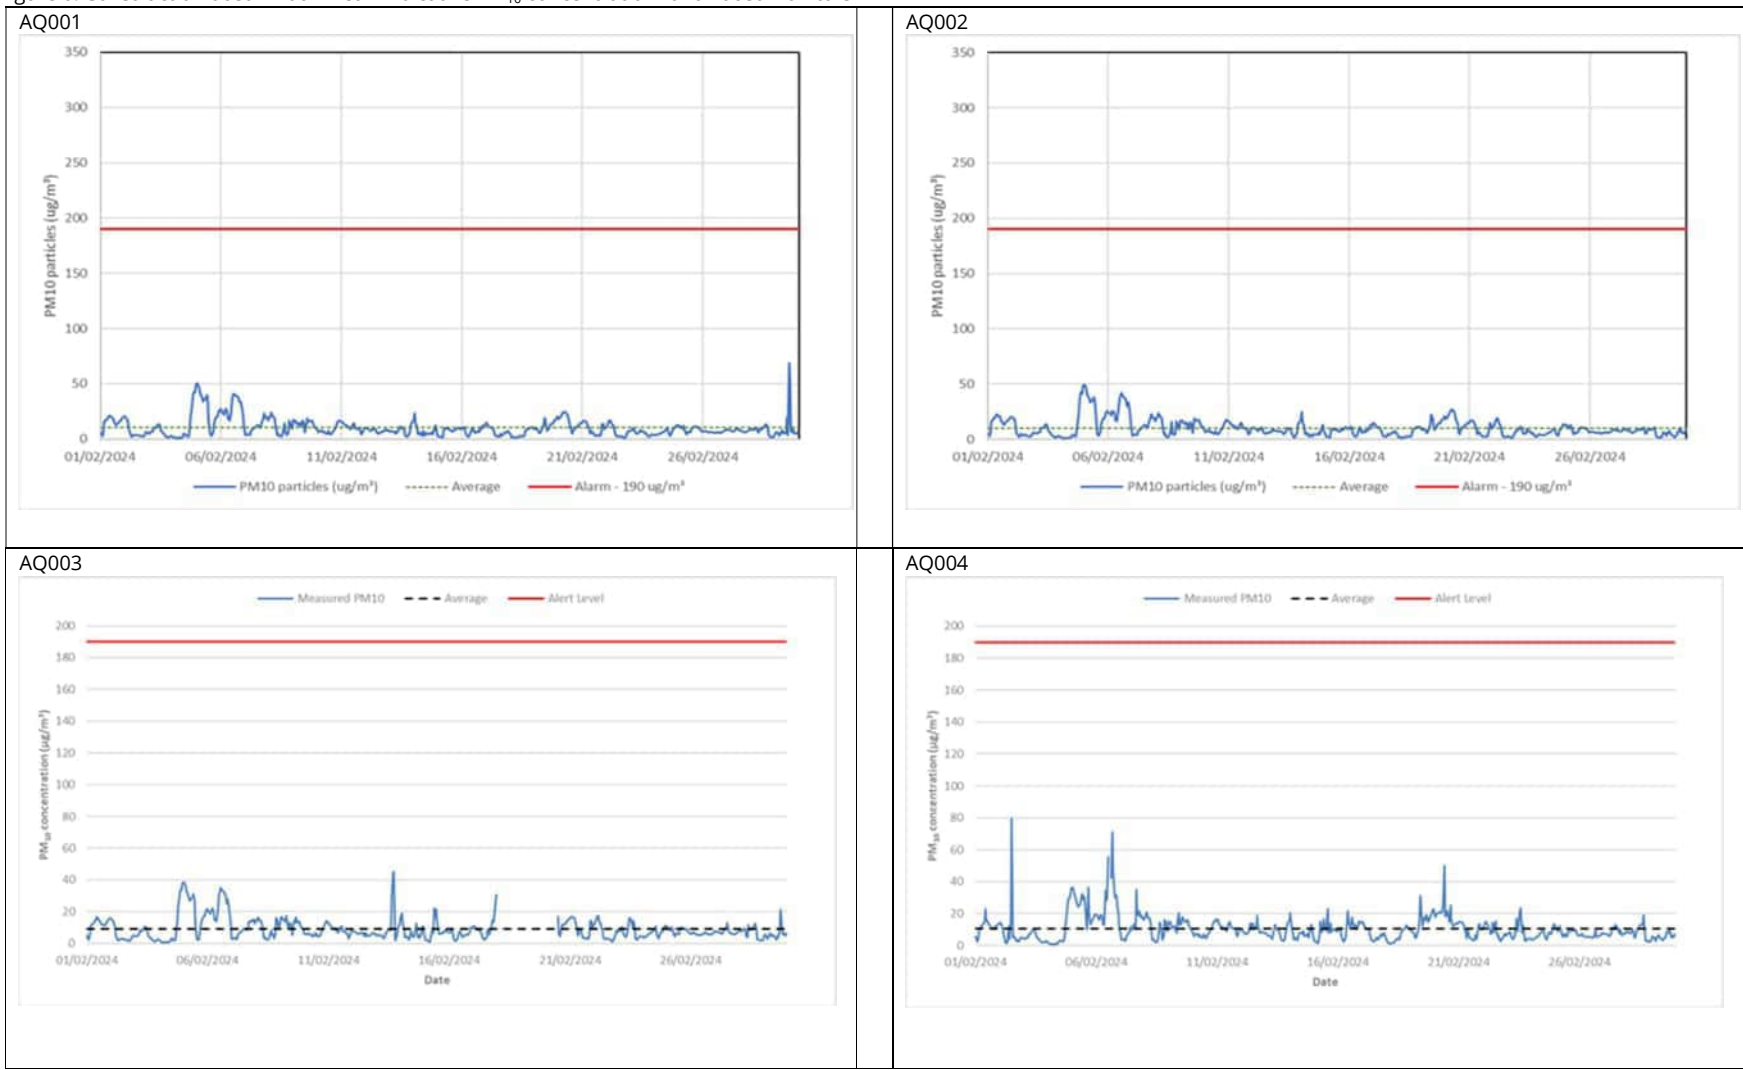 AQ001
350
300
250
200
150
100
50
0
PM10 particles (ug/m³)
01/02/2024 06/02/2024 11/02/2024 16/02/2024 21/02/2024 26/02/2024
PM10 particles (ug/m³) Average Alarm - 190 ug/m³
AQ002
350
300
250
200
150
100
50
0
PM10 particles (ug/m³)
01/02/2024 06/02/2024 11/02/2024 16/02/2024 21/02/2024 26/02/2024
PM10 particles (ug/m³) Average Alarm - 190 ug/m³
AQ003
Measured PM10 Average Alert Level
200
180
160
140
120
100
80
60
40
20
0
PM₁₀ concentration (µg/m³)
01/02/2024 06/02/2024 11/02/2024 16/02/2024 21/02/2024 26/02/2024
Date
AQ004
Measured PM10 Average Alert Level
200
180
160
140
120
100
80
60
40
20
0
PM₁₀ concentration (µg/m³)
01/02/2024 06/02/2024 11/02/2024 16/02/2024 21/02/2024 26/02/2024
Date